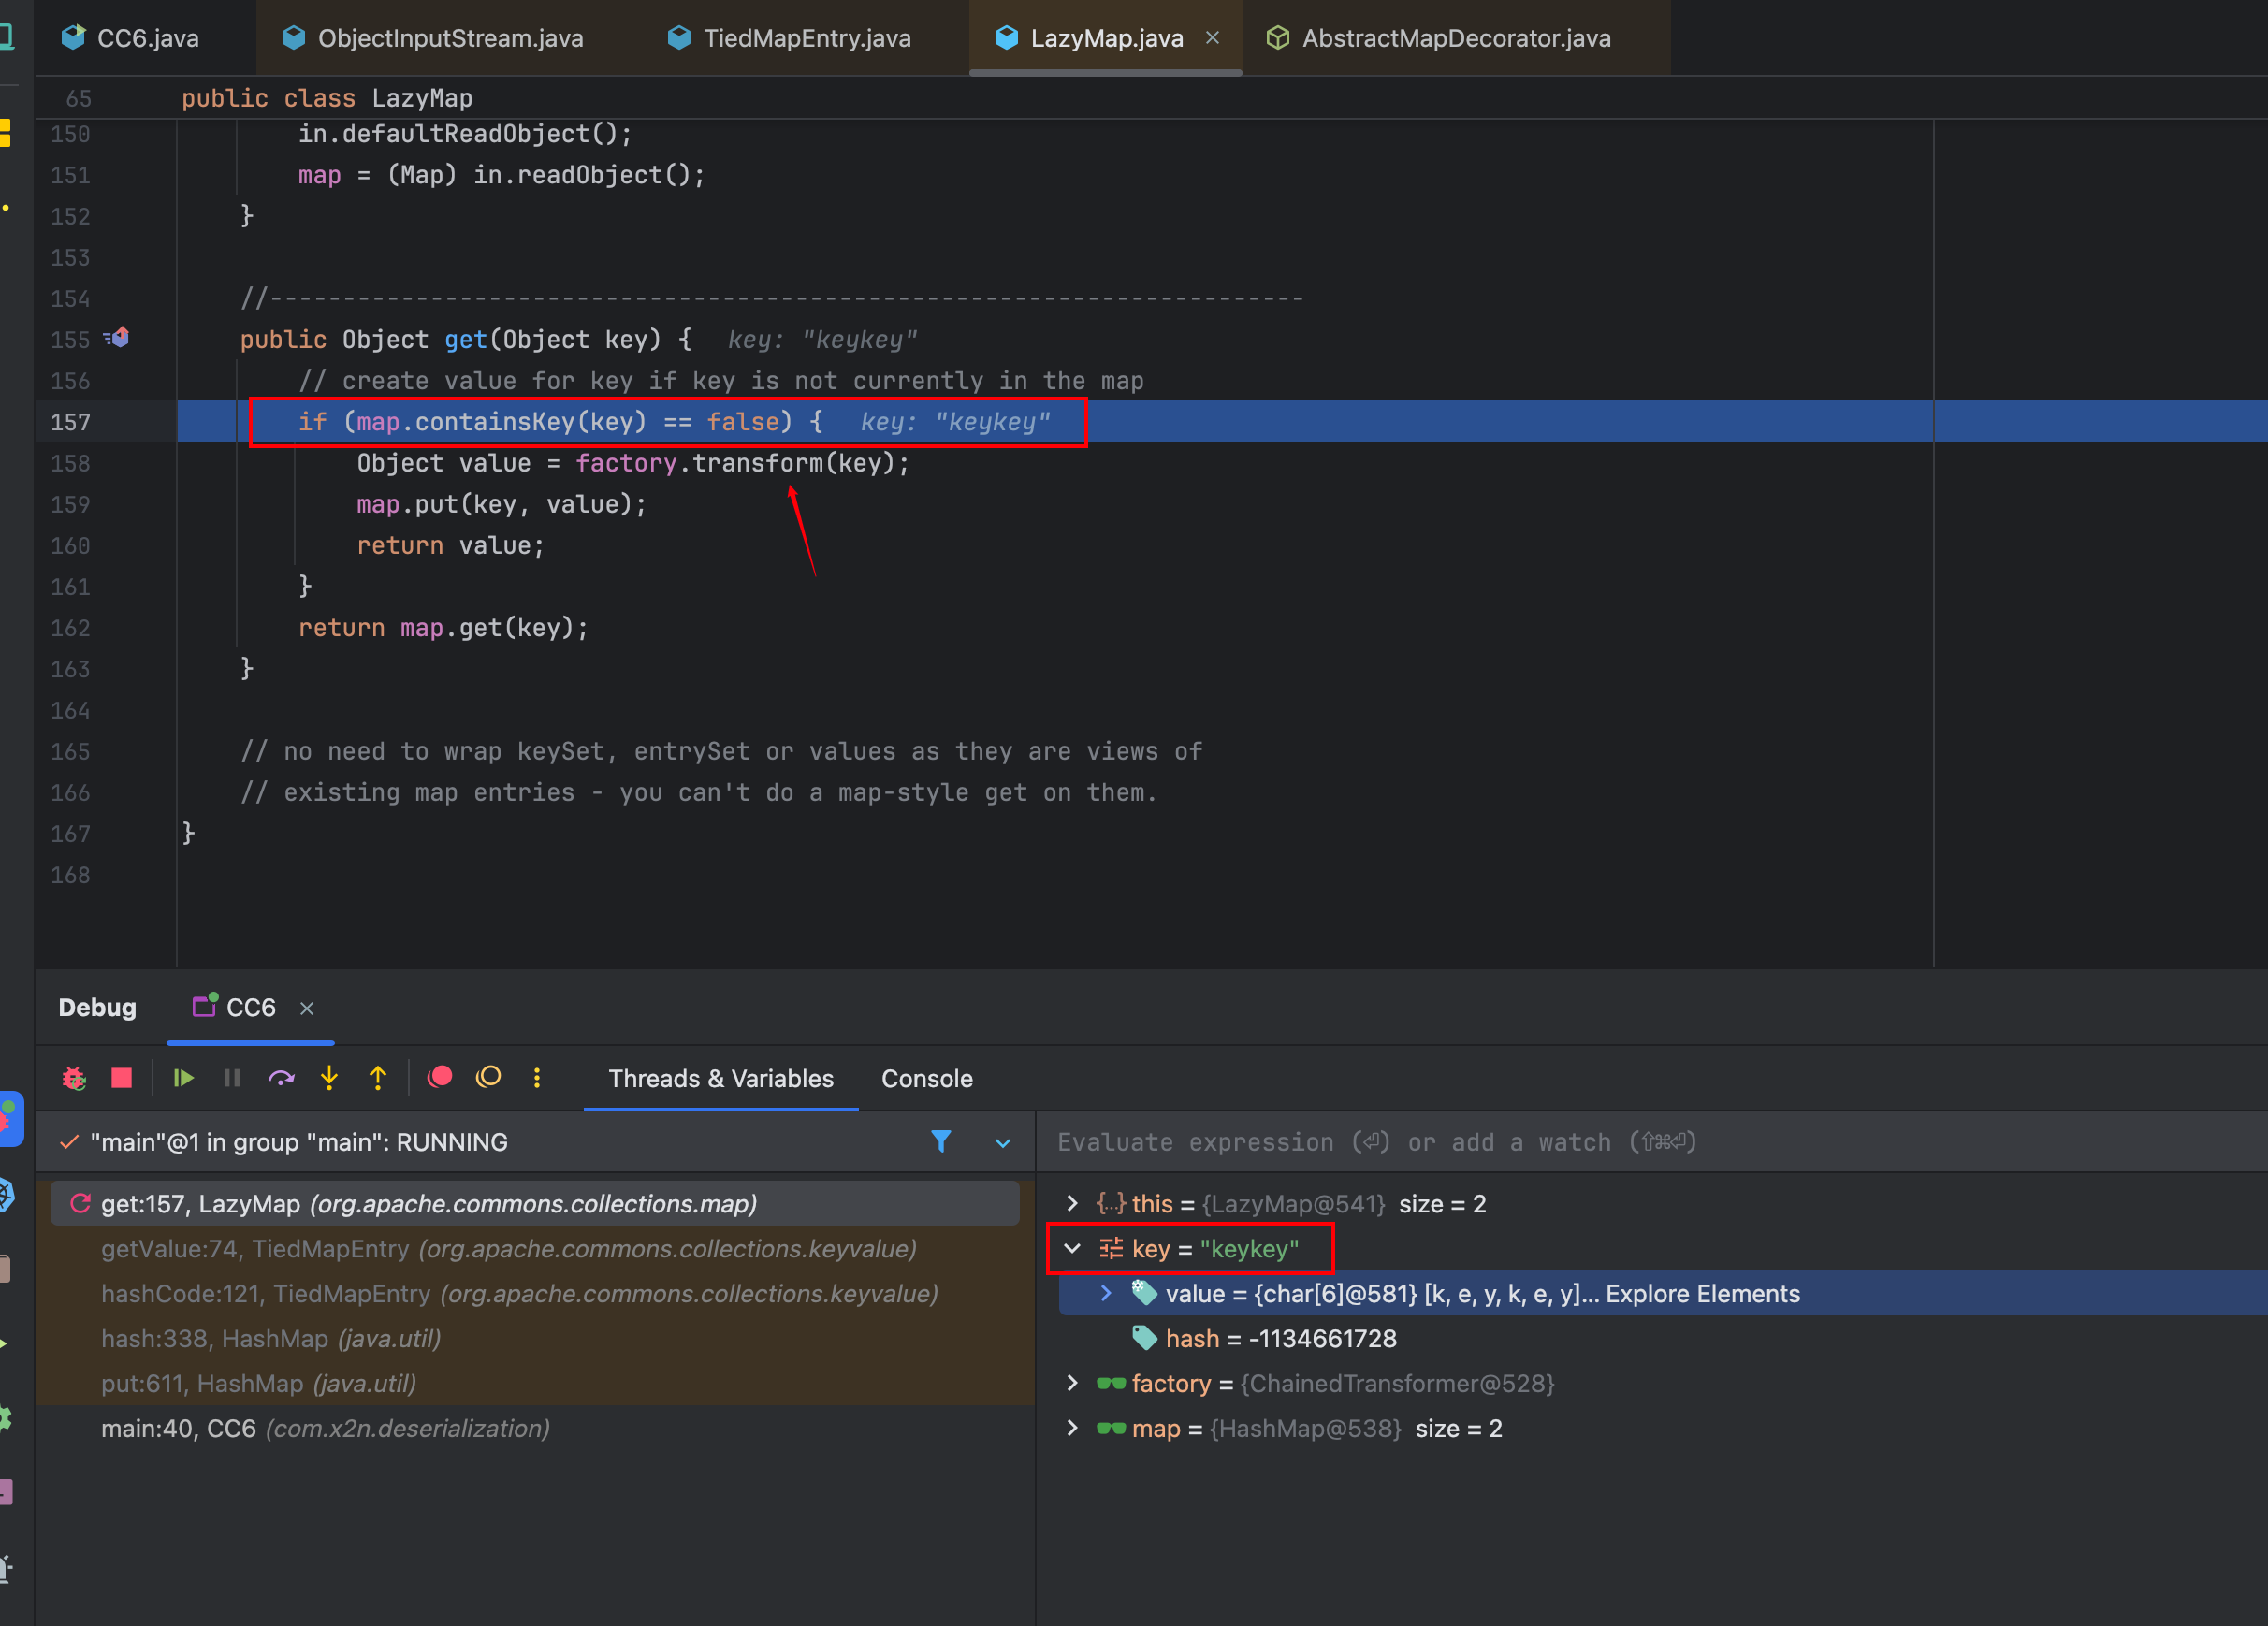 CC6.java ObjectInputStream.java TiedMapEntry.java LazyMap.java AbstractMapDecorator.java
65 public class LazyMap
150 in.defaultReadObject();
151 map = (Map) in.readObject();
152 }
153
154 //-----------------------------------------------------------------------
155 public Object get(Object key) { key: "keykey"
156 // create value for key if key is not currently in the map
157 if (map.containsKey(key) == false) { key: "keykey"
158 Object value = factory.transform(key);
159 map.put(key, value);
160 return value;
161 }
162 return map.get(key);
163 }
164
165 // no need to wrap keySet, entrySet or values as they are views of
166 // existing map entries - you can't do a map-style get on them.
167 }
168
Debug CC6
Threads & Variables Console
"main"@1 in group "main": RUNNING
Evaluate expression (⏎) or add a watch (⇧⌘⏎)
get:157, LazyMap (org.apache.commons.collections.map)
getValue:74, TiedMapEntry (org.apache.commons.collections.keyvalue)
hashCode:121, TiedMapEntry (org.apache.commons.collections.keyvalue)
hash:338, HashMap (java.util)
put:611, HashMap (java.util)
main:40, CC6 (com.x2n.deserialization)
{...} this = {LazyMap@541} size = 2
key = "keykey"
value = {char[6]@581} [k, e, y, k, e, y]... Explore Elements
hash = -1134661728
factory = {ChainedTransformer@528}
map = {HashMap@538} size = 2